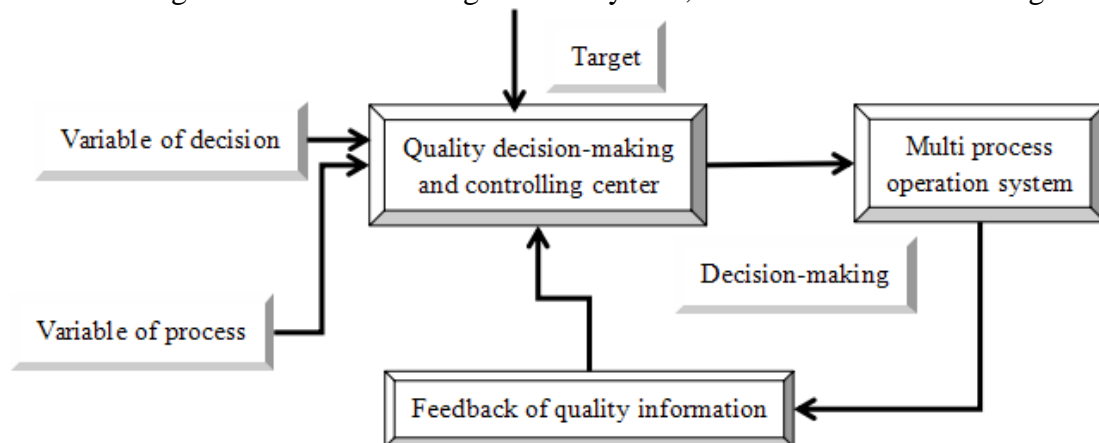 Target
Variable of decision
Quality decision-making
and controlling center
Multi process
operation system
Decision-making
Variable of process
Feedback of quality information